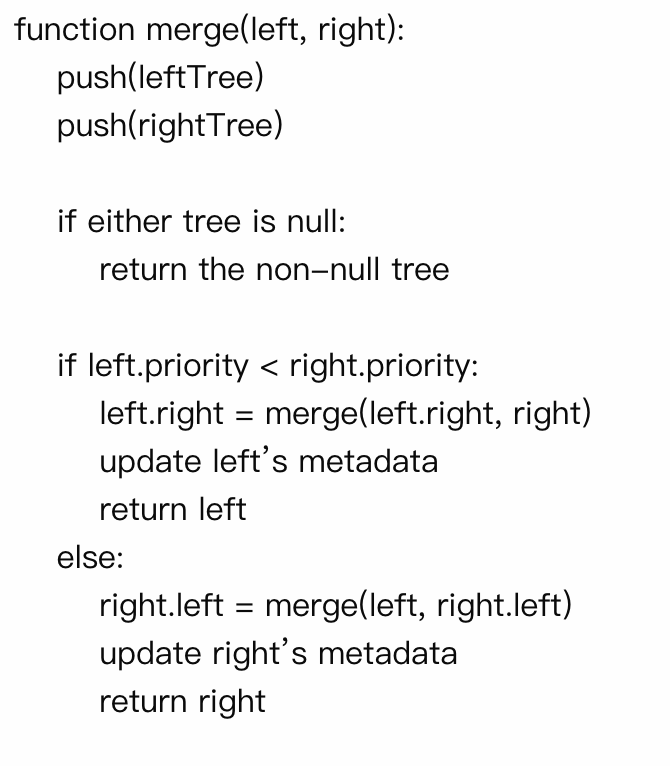 function merge(left, right):
push(leftTree)
push(rightTree)
if either tree is null:
return the non–null tree
if left.priority < right.priority:
left.right = merge(left.right, right)
update left’s metadata
return left
else:
right.left = merge(left, right.left)
update right’s metadata
return right